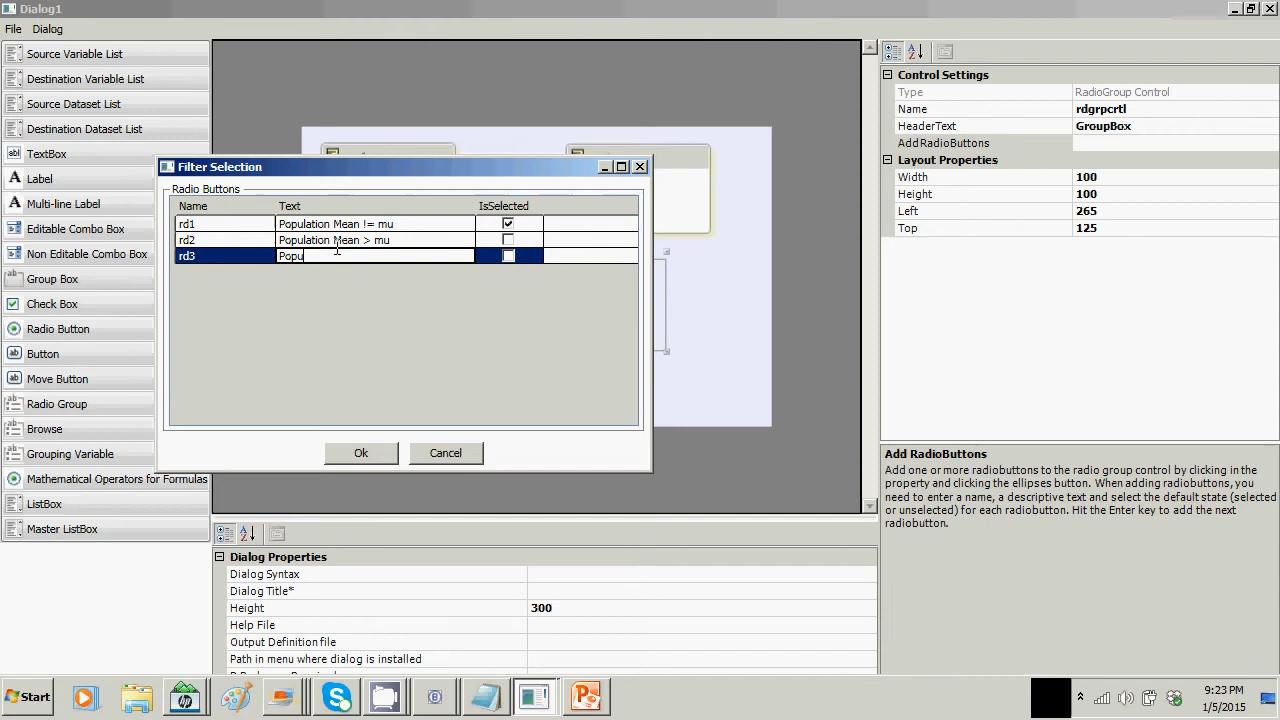 Dialog1
File Dialog
Source Variable List
Destination Variable List
Source Dataset List
Destination Dataset List
TextBox
Label
Multi-line Label
Editable Combo Box
Non Editable Combo Box
Group Box
Check Box
Radio Button
Button
Move Button
Radio Group
Browse
Grouping Variable
Mathematical Operators for Formulas
ListBox
Master ListBox
Filter Selection
Radio Buttons
Name Text IsSelected
rd1 Population Mean != mu
rd2 Population Mean > mu
rd3 Popu
Ok Cancel
Control Settings
Type RadioGroup Control
Name rdgrpcrtl
HeaderText GroupBox
AddRadioButtons
Layout Properties
Width 100
Height 100
Left 265
Top 125
Add RadioButtons
Add one or more radiobuttons to the radio group control by clicking in the
property and clicking the ellipses button. When adding radiobuttons, you
need to enter a name, a descriptive text and select the default state (selected
or unselected) for each radiobutton. Hit the Enter key to add the next
radiobutton.
Dialog Properties
Dialog Syntax
Dialog Title*
Height 300
Help File
Output Definition file
Path in menu where dialog is installed
Start
9:23 PM
1/5/2015